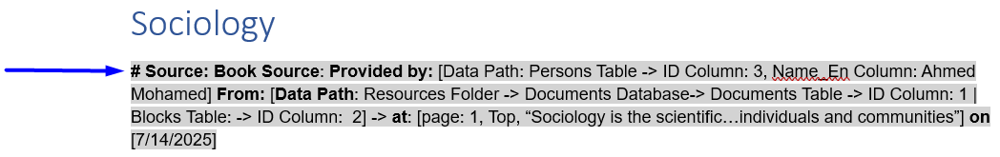 Sociology
# Source: Book Source: Provided by: [Data Path: Persons Table -> ID Column: 3, Name_En Column: Ahmed
Mohamed] From: [Data Path: Resources Folder -> Documents Database-> Documents Table -> ID Column: 1 |
Blocks Table: -> ID Column:  2] -> at: [page: 1, Top, “Sociology is the scientific…individuals and communities”] on
[7/14/2025]